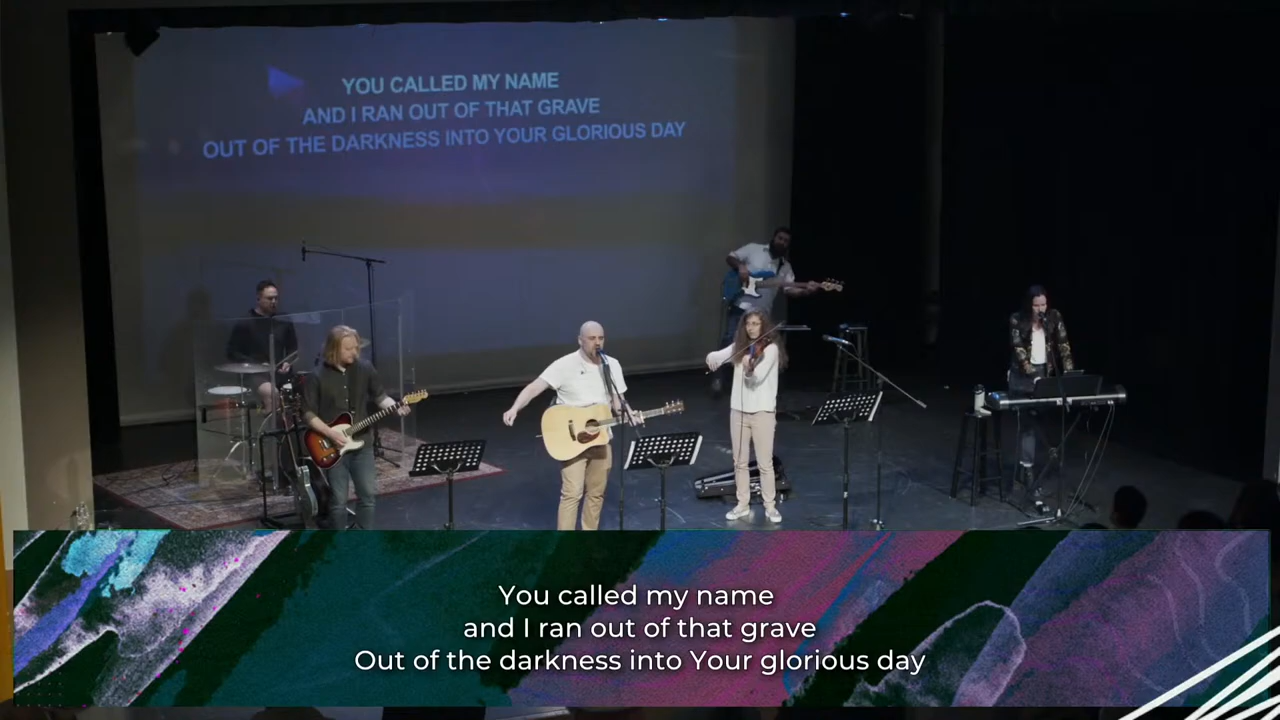 YOU CALLED MY NAME
AND I RAN OUT OF THAT GRAVE
OUT OF THE DARKNESS INTO YOUR GLORIOUS DAY
You called my name
and I ran out of that grave
Out of the darkness into Your glorious day